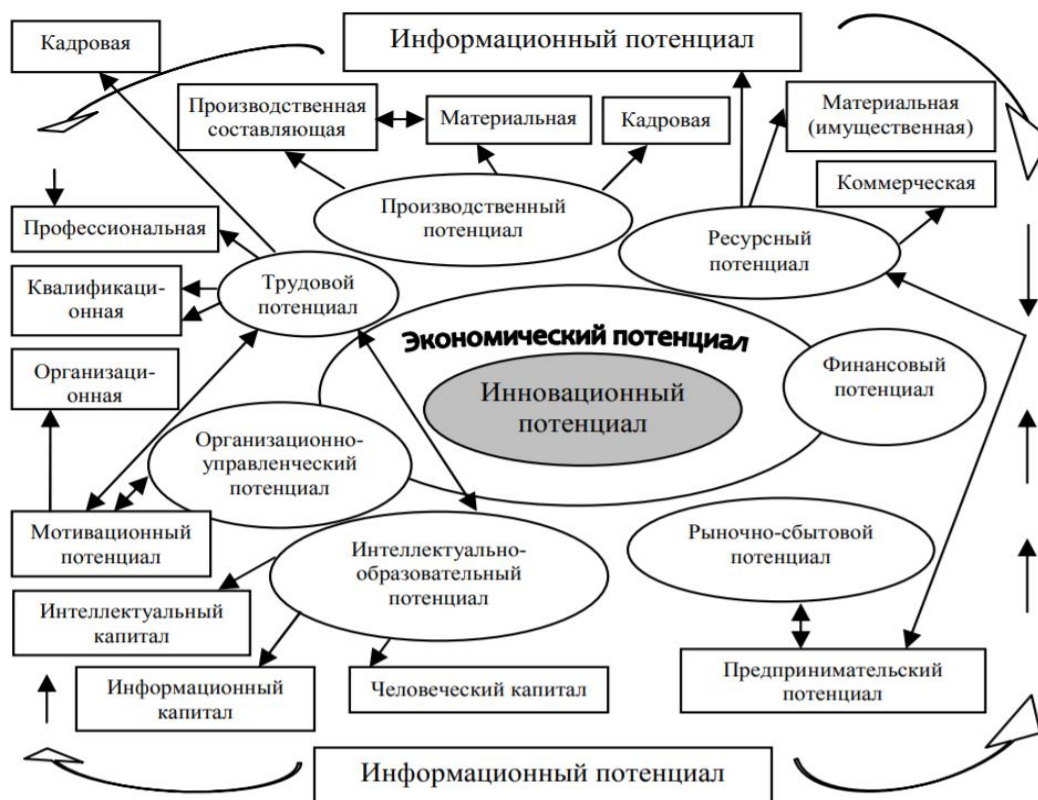 Кадровая
Информационный потенциал
Производственная
составляющая
Материальная
Кадровая
Материальная
(имущественная)
Коммерческая
Профессиональная
Производственный
потенциал
Ресурсный
потенциал
Квалификаци-
онная
Трудовой
потенциал
Экономический потенциал
Финансовый
потенциал
Организаци-
онная
Инновационный
потенциал
Организационно-
управленческий
потенциал
Мотивационный
потенциал
Интеллектуально-
образовательный
потенциал
Рыночно-сбытовой
потенциал
Интеллектуальный
капитал
Информационный
капитал
Человеческий капитал
Предпринимательский
потенциал
Информационный потенциал